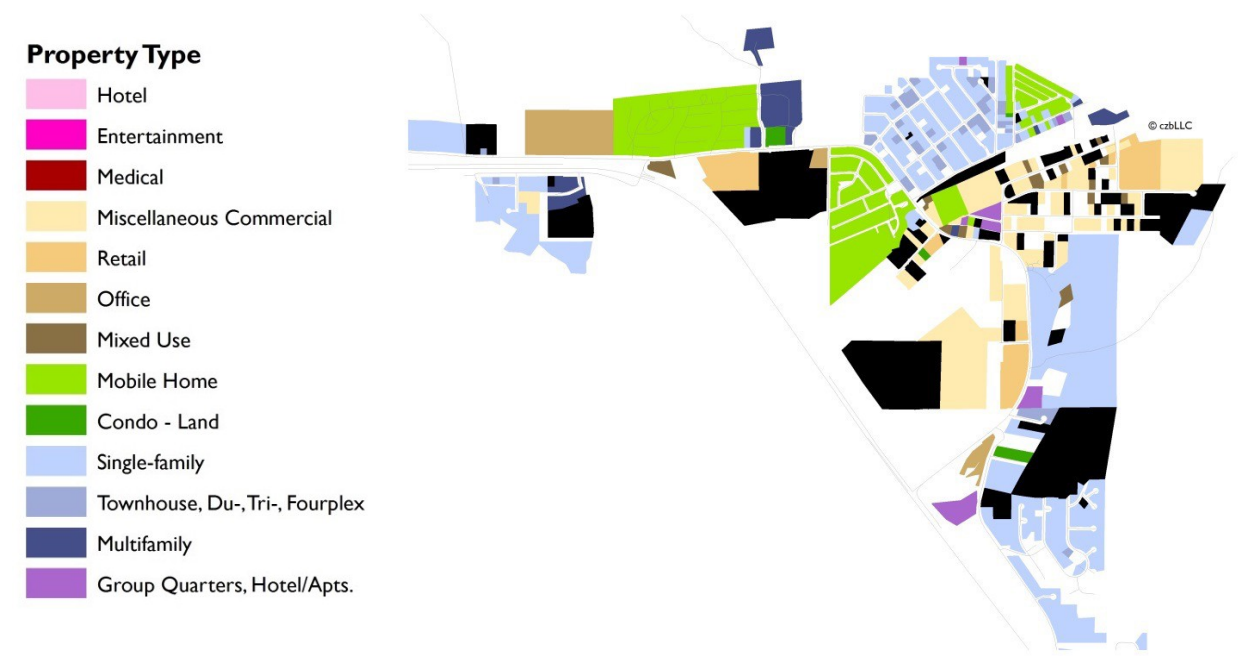 Property Type
Hotel
Entertainment
Medical
Miscellaneous Commercial
Retail
Office
Mixed Use
Mobile Home
Condo - Land
Single-family
Townhouse, Du-, Tri-, Fourplex
Multifamily
Group Quarters, Hotel/Apts.
© czbLLC